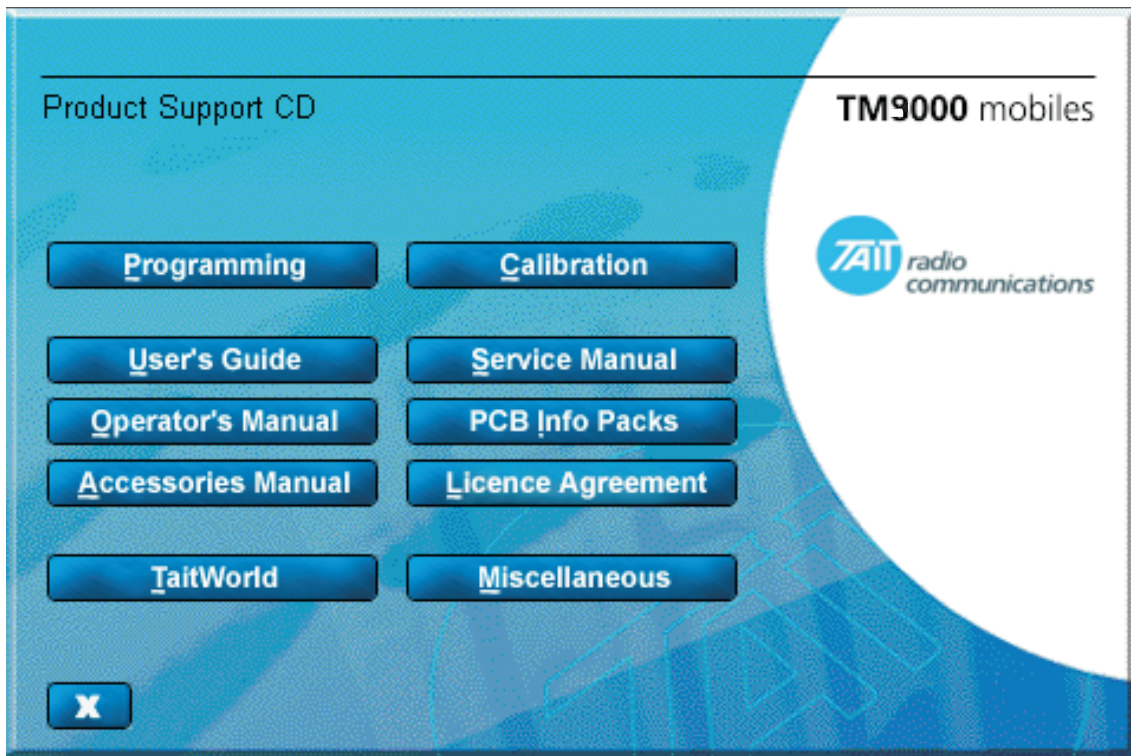 Product Support CD
TM9000 mobiles
TAIT radio
communications
Programming
Calibration
User's Guide
Service Manual
Operator's Manual
PCB Info Packs
Accessories Manual
Licence Agreement
TaitWorld
Miscellaneous
X